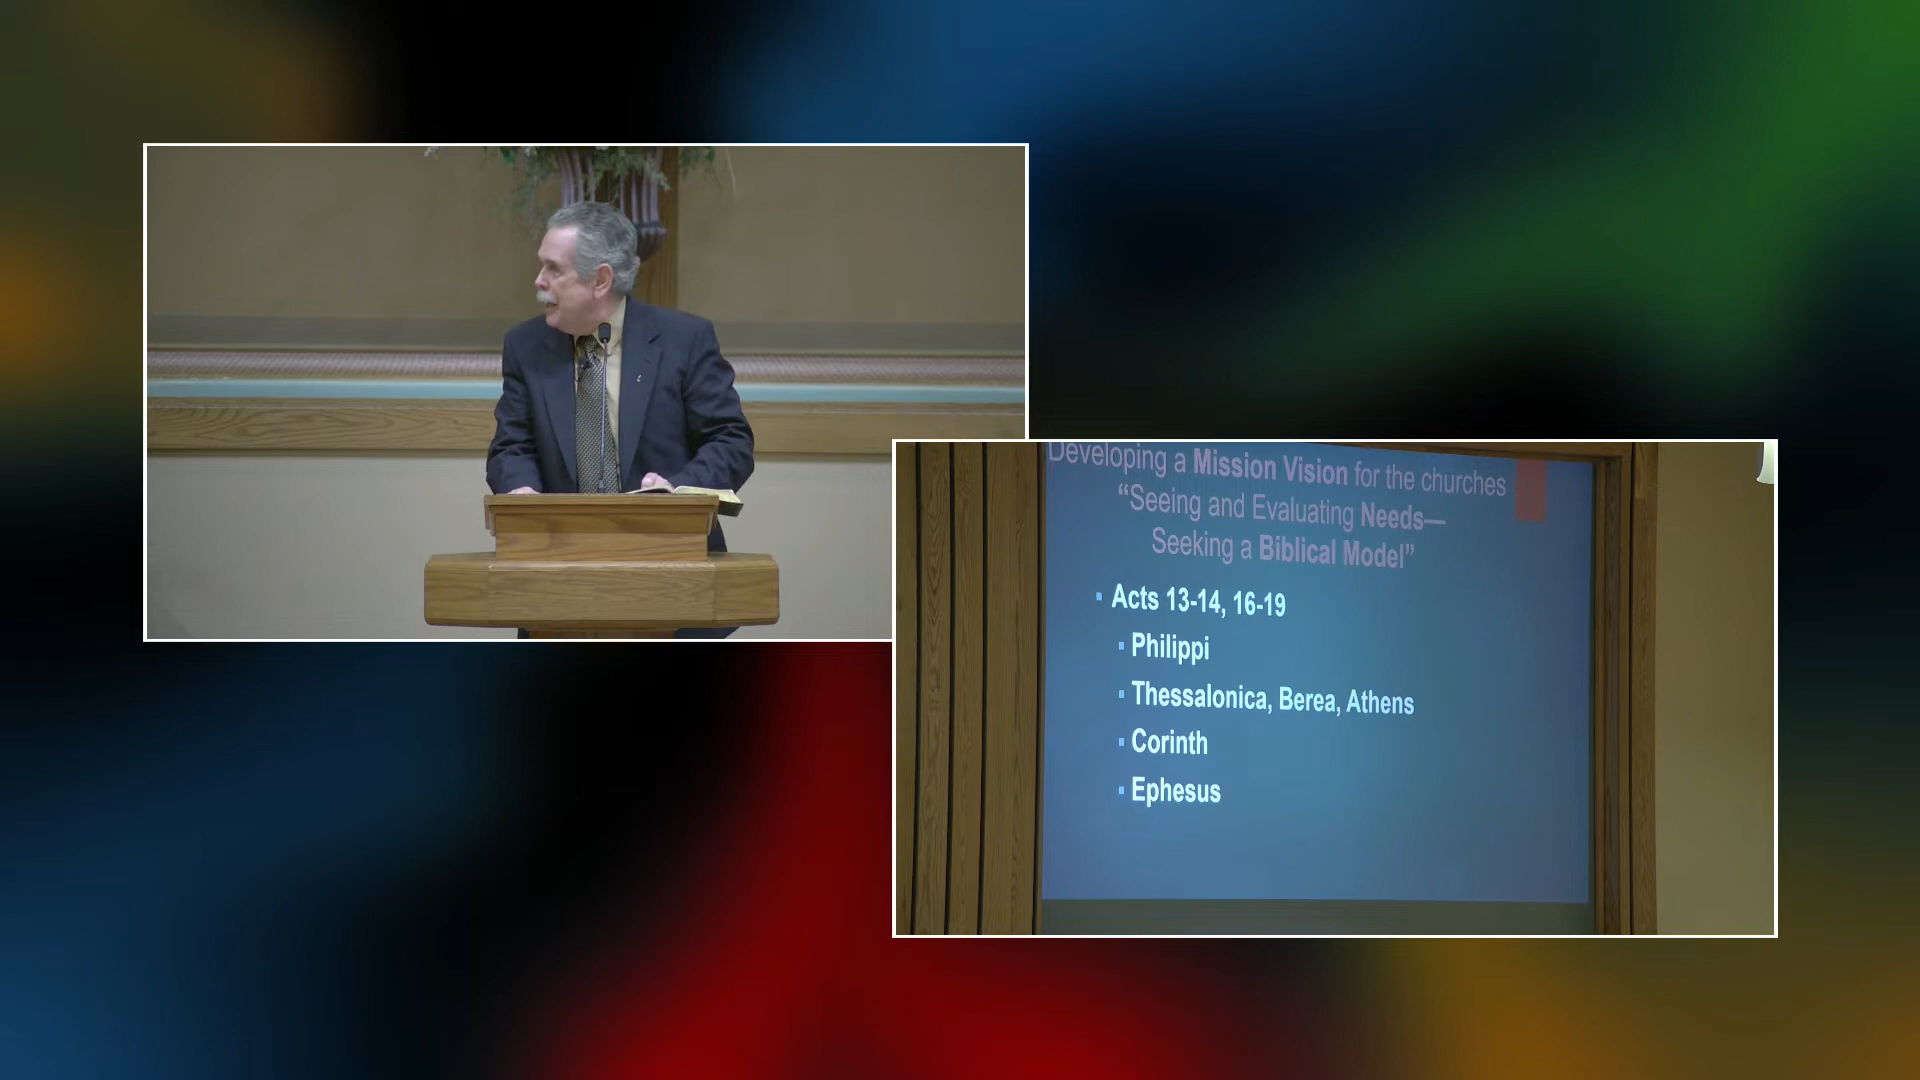 Developing a Mission Vision for the churches
“Seeing and Evaluating Needs—
Seeking a Biblical Model”
Acts 13-14, 16-19
Philippi
Thessalonica, Berea, Athens
Corinth
Ephesus